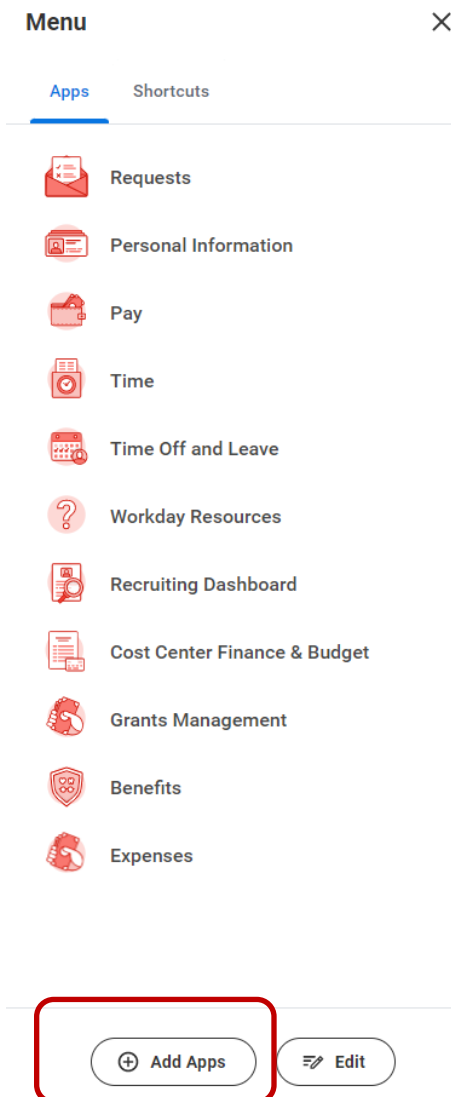 Menu
Apps Shortcuts
Requests
Personal Information
Pay
Time
Time Off and Leave
Workday Resources
Recruiting Dashboard
Cost Center Finance & Budget
Grants Management
Benefits
Expenses
Add Apps Edit